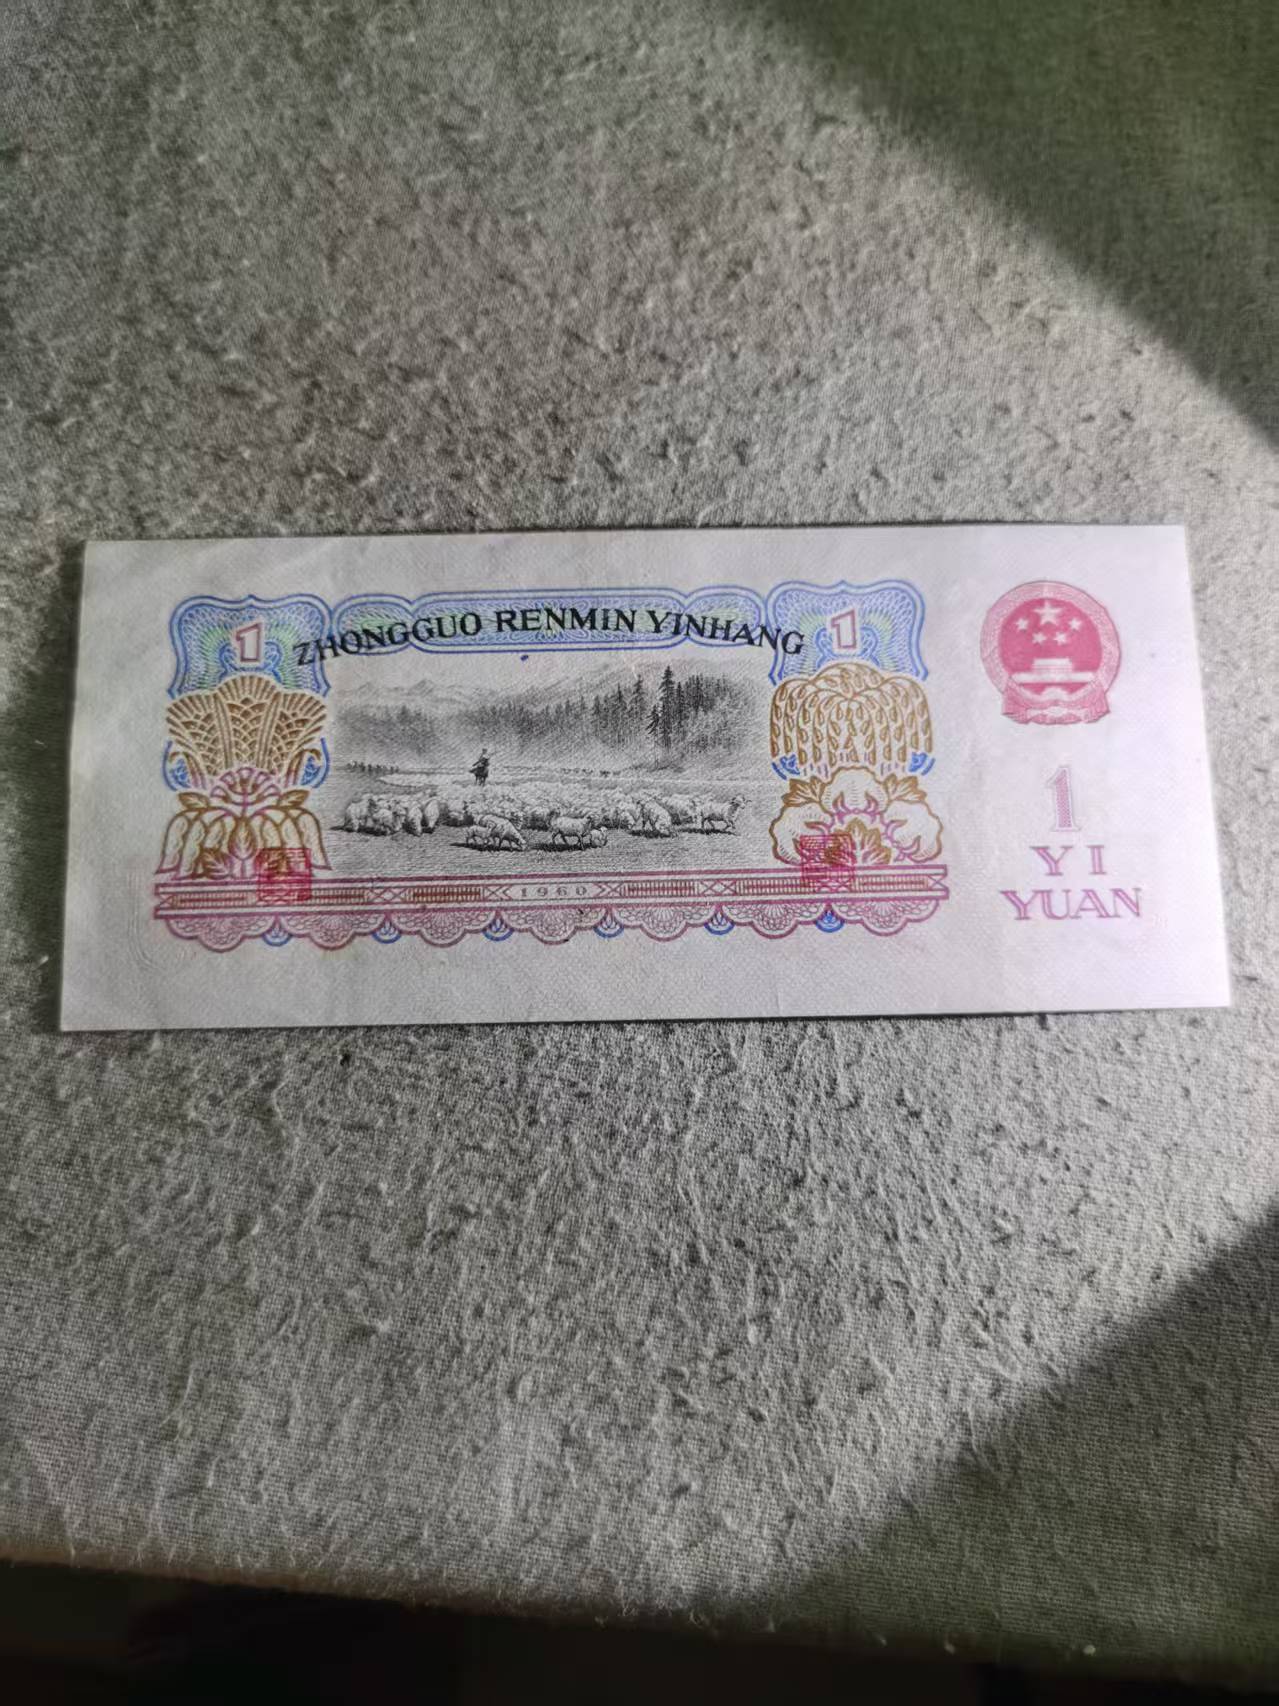 ZHONGGUO RENMIN YINHANG
1
1
1960
1
YI
YUAN